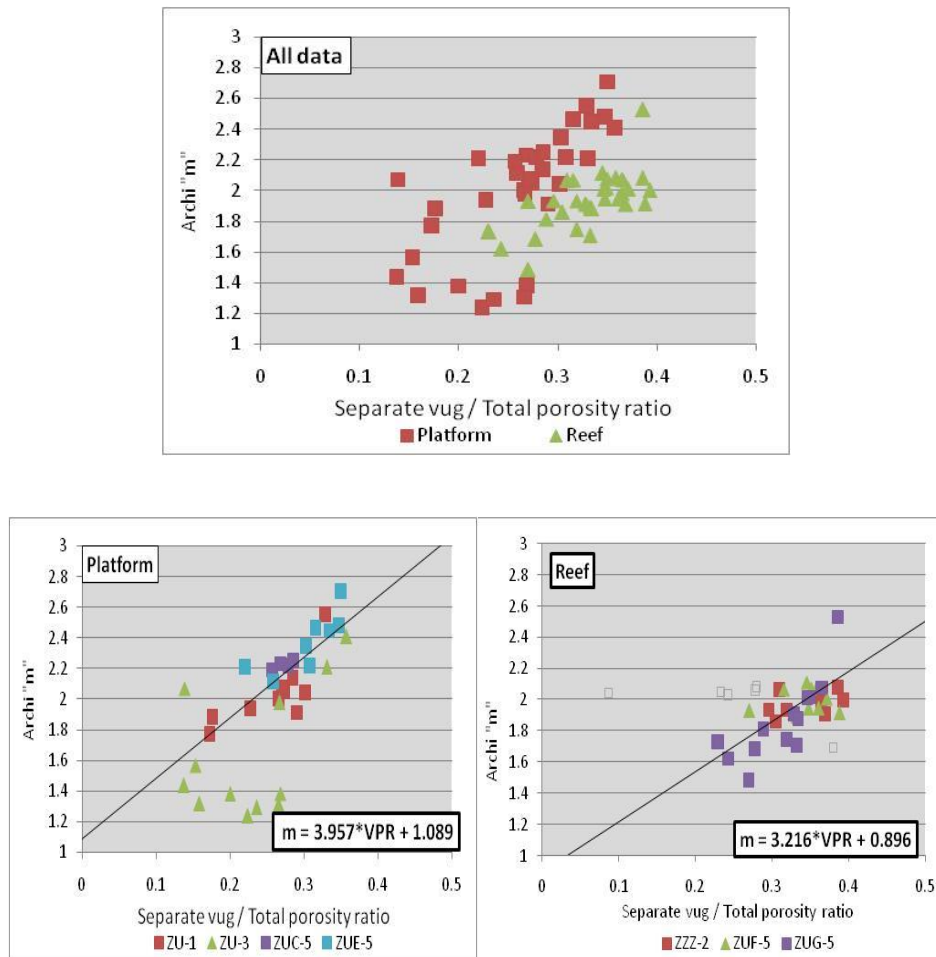 All data
Archi "m"
3
2.8
2.6
2.4
2.2
2
1.8
1.6
1.4
1.2
1
0 0.1 0.2 0.3 0.4 0.5
Separate vug / Total porosity ratio
Platform Reef
Platform
Archi "m"
3
2.8
2.6
2.4
2.2
2
1.8
1.6
1.4
1.2
1
m = 3.957*VPR + 1.089
0 0.1 0.2 0.3 0.4 0.5
Separate vug / Total porosity ratio
ZU-1 ZU-3 ZUC-5 ZUE-5
Reef
Archi "m"
3
2.8
2.6
2.4
2.2
2
1.8
1.6
1.4
1.2
1
m = 3.216*VPR + 0.896
0 0.1 0.2 0.3 0.4 0.5
Separate vug / Total porosity ratio
ZZZ-2 ZUF-5 ZUG-5